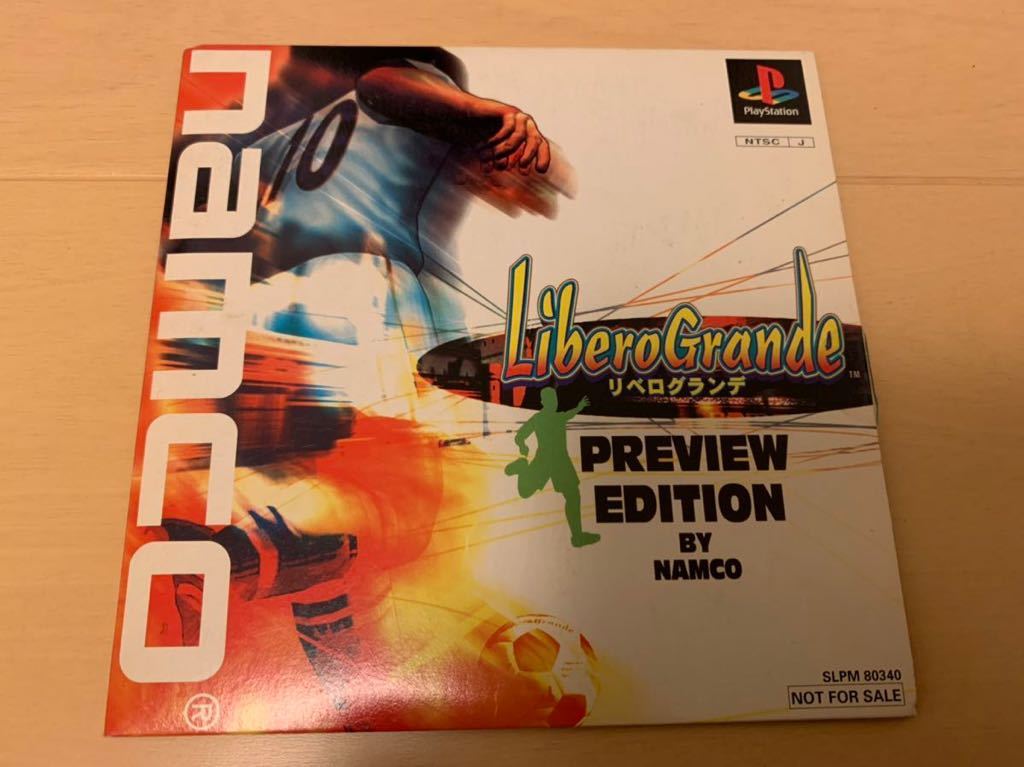 namco
®
10
PlayStation
NTSC J
LiberoGrande
TM
リベログランデ
PREVIEW
EDITION
BY
NAMCO
SLPM 80340
NOT FOR SALE